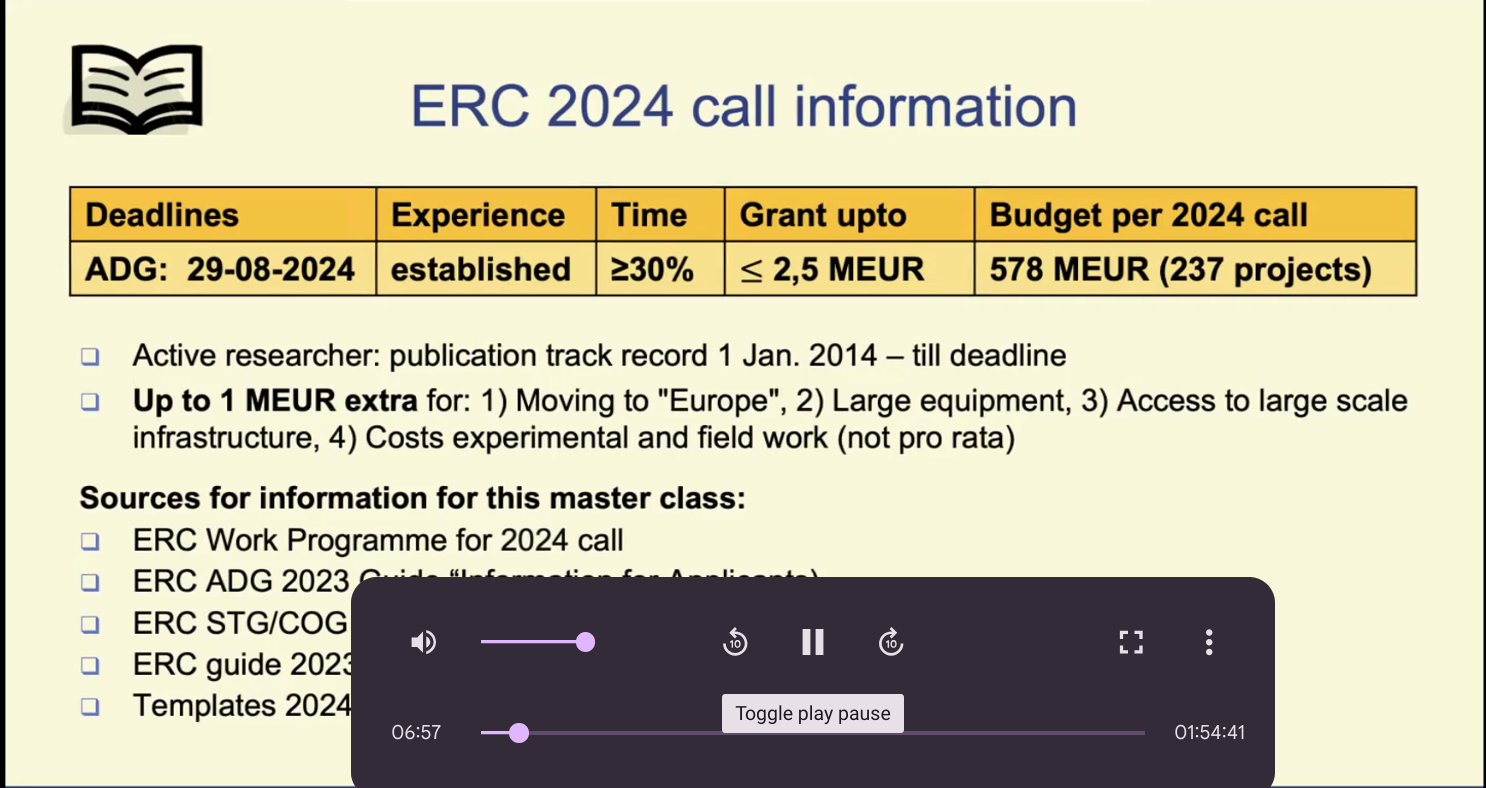 ERC 2024 call information
Deadlines Experience Time Grant upto Budget per 2024 call
ADG: 29-08-2024 established ≥30% ≤ 2,5 MEUR 578 MEUR (237 projects)
❑ Active researcher: publication track record 1 Jan. 2014 – till deadline
❑ Up to 1 MEUR extra for: 1) Moving to "Europe", 2) Large equipment, 3) Access to large scale
infrastructure, 4) Costs experimental and field work (not pro rata)
Sources for information for this master class:
❑ ERC Work Programme for 2024 call
❑ ERC ADG 2023 Guide “Information for Applicants)
❑ ERC STG/COG
❑ ERC guide 2023
❑ Templates 2024
10 10
Toggle play pause
06:57 01:54:41